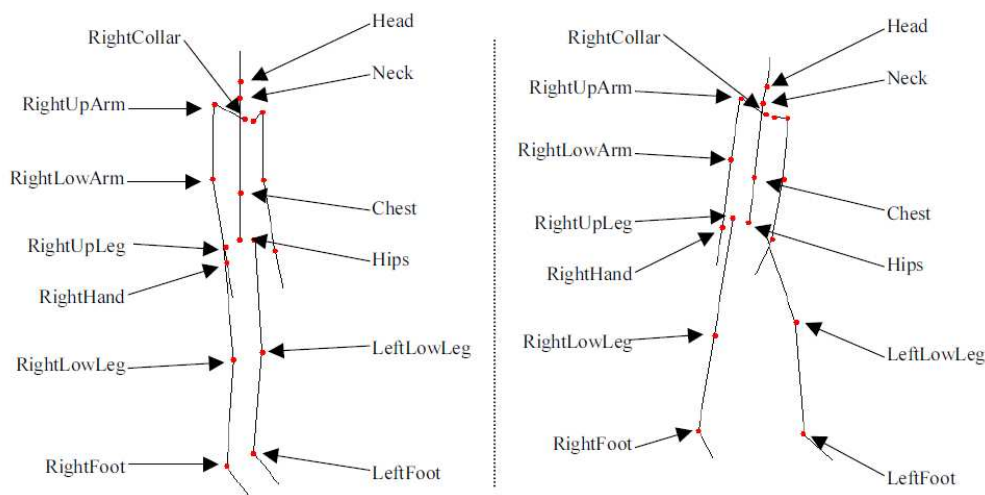 Head
RightCollar
Neck
RightUpArm
RightLowArm
Chest
RightUpLeg
Hips
RightHand
LeftLowLeg
RightLowLeg
RightFoot
LeftFoot
Head
RightCollar
Neck
RightUpArm
RightLowArm
Chest
RightUpLeg
Hips
RightHand
RightLowLeg
LeftLowLeg
RightFoot
LeftFoot